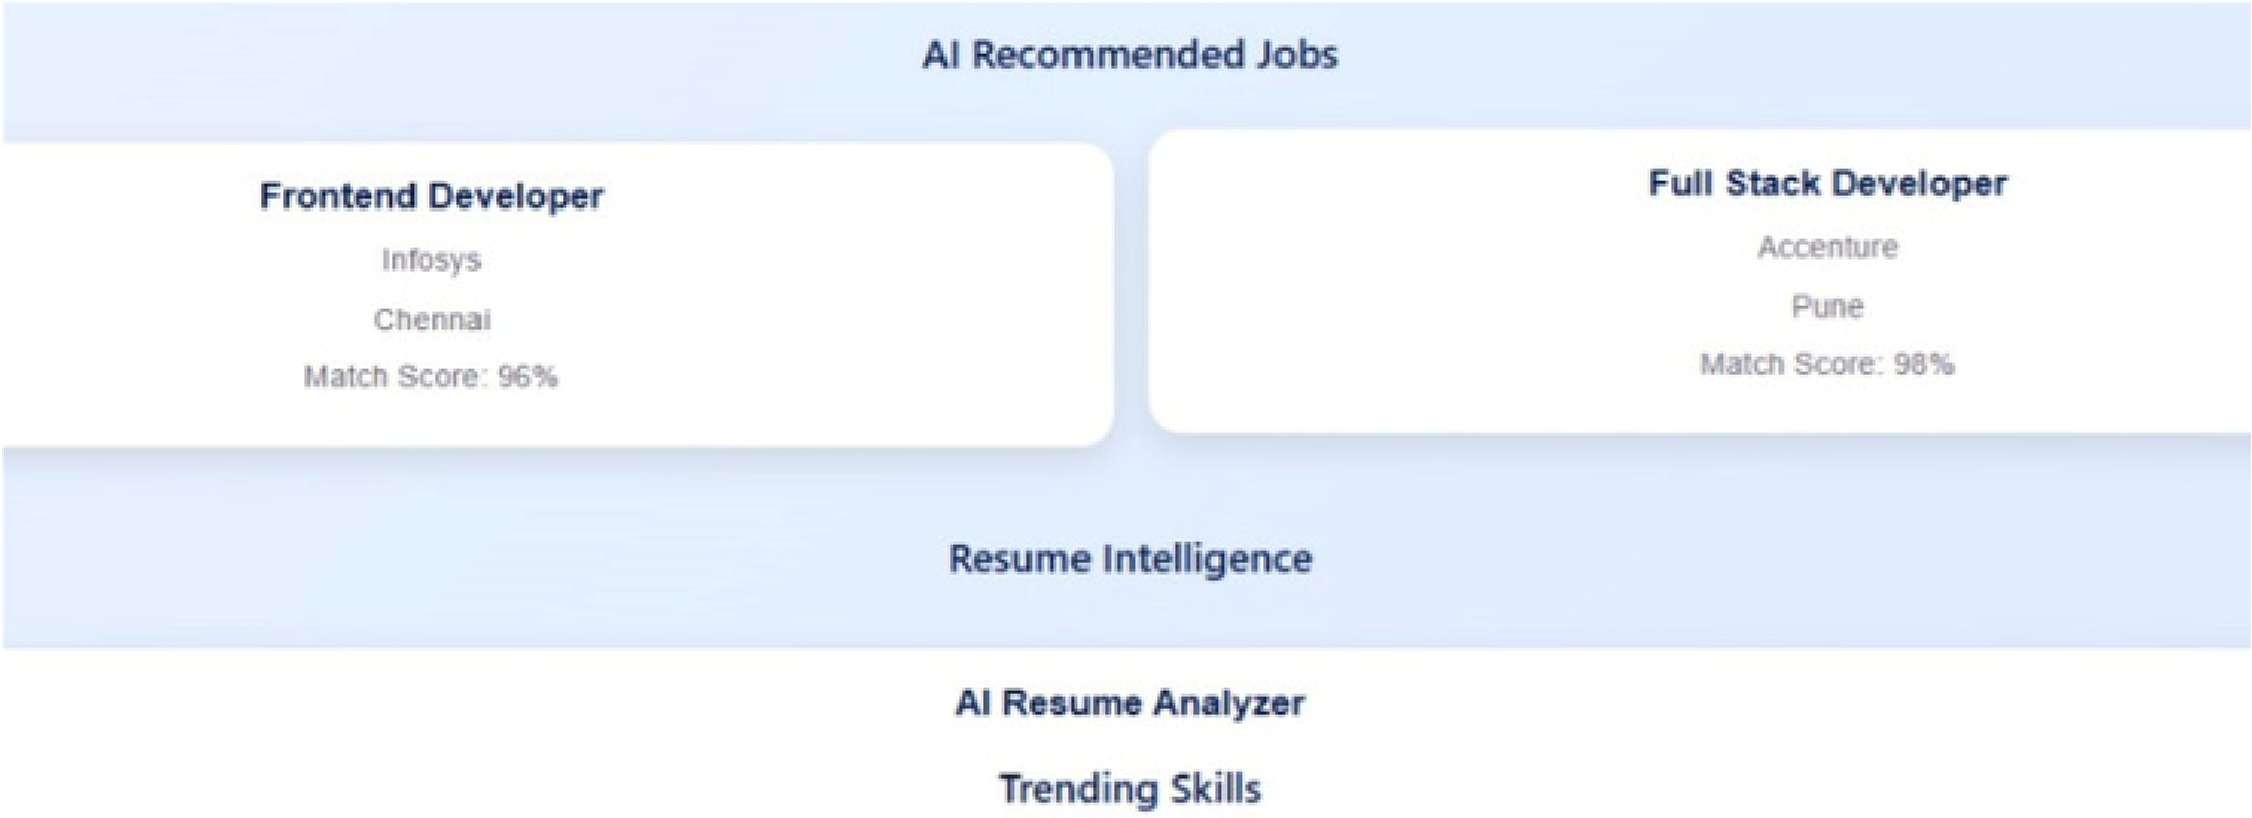 AI Recommended Jobs
Frontend Developer
Infosys
Chennai
Match Score: 96%
Full Stack Developer
Accenture
Pune
Match Score: 98%
Resume Intelligence
AI Resume Analyzer
Trending Skills